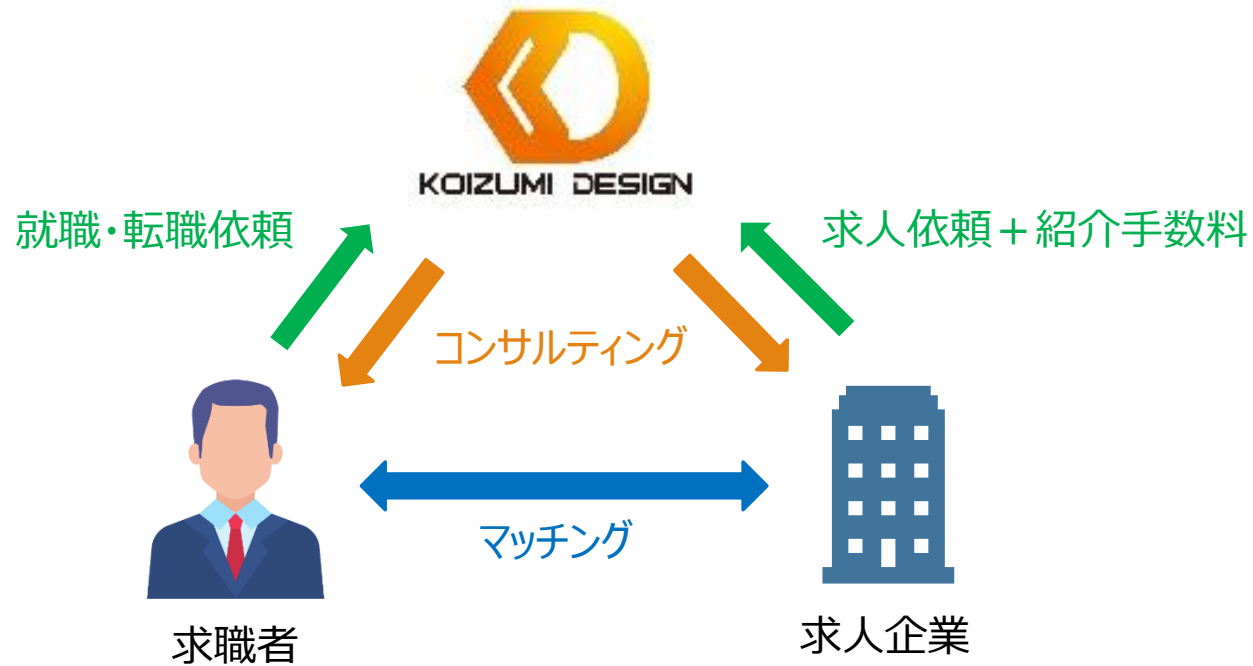 KOIZUMI DESIGN
就職・転職依頼
求人依頼+紹介手数料
コンサルティング
マッチング
求職者
求人企業